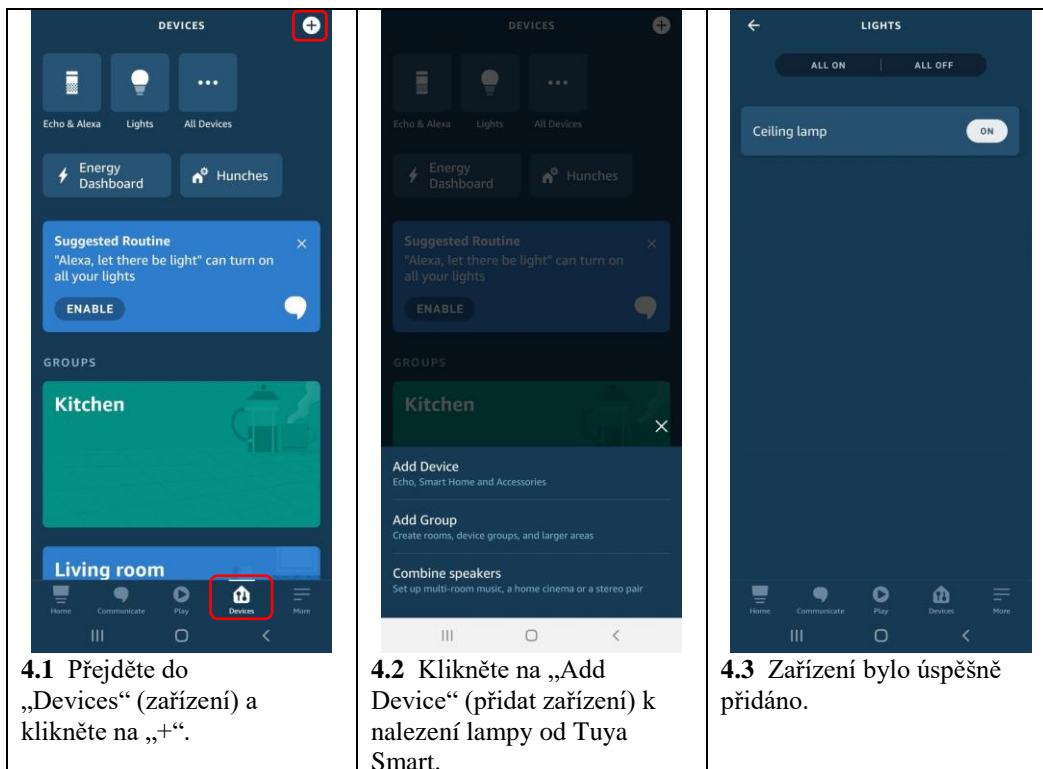 DEVICES
Echo & Alexa
Lights
All Devices
Energy
Dashboard
Hunches
Suggested Routine
"Alexa, let there be light" can turn on
all your lights
ENABLE
GROUPS
Kitchen
Living room
Home
Communicate
Play
Devices
More
4.1 Přejděte do
„Devices“ (zařízení) a
klikněte na „+“.
DEVICES
Echo & Alexa
Lights
All Devices
Energy
Dashboard
Hunches
Suggested Routine
"Alexa, let there be light" can turn on
all your lights
ENABLE
GROUPS
Kitchen
Add Device
Echo, Smart Home and Accessories
Add Group
Create rooms, device groups, and larger areas
Combine speakers
Set up multi-room music, a home cinema or a stereo pair
4.2 Klikněte na „Add
Device“ (přidat zařízení) k
nalezení lampy od Tuya
Smart.
LIGHTS
ALL ON | ALL OFF
Ceiling lamp
ON
Home
Communicate
Play
Devices
More
4.3 Zařízení bylo úspěšně
přidáno.